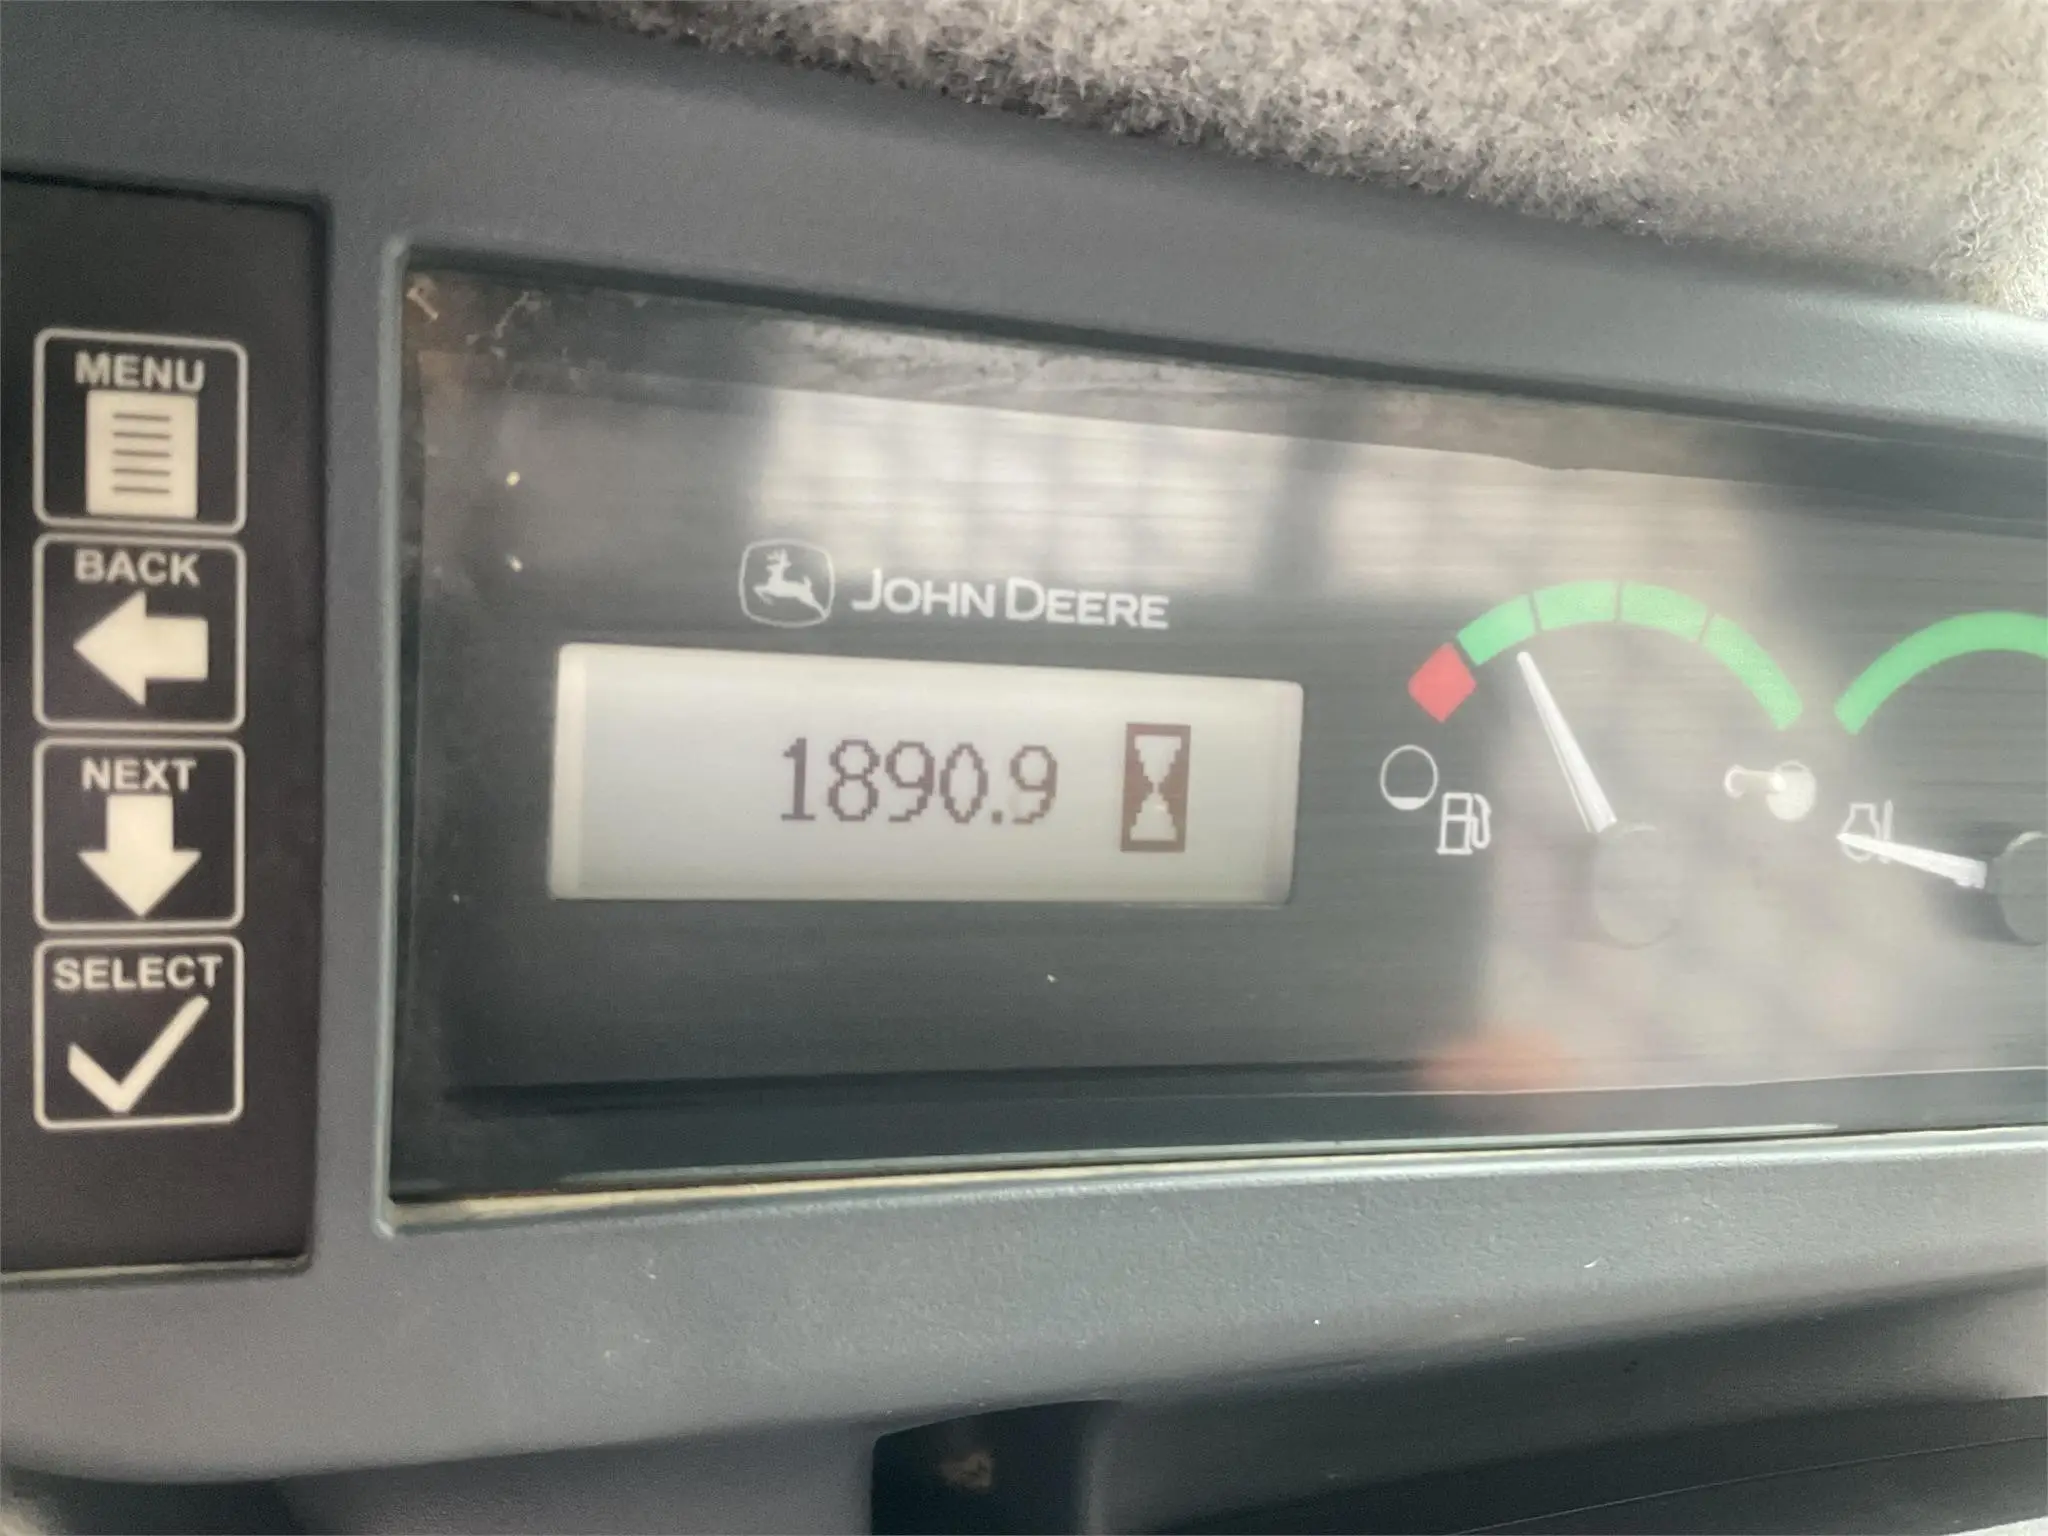 MENU
BACK
NEXT
SELECT
JOHN DEERE
1890.9